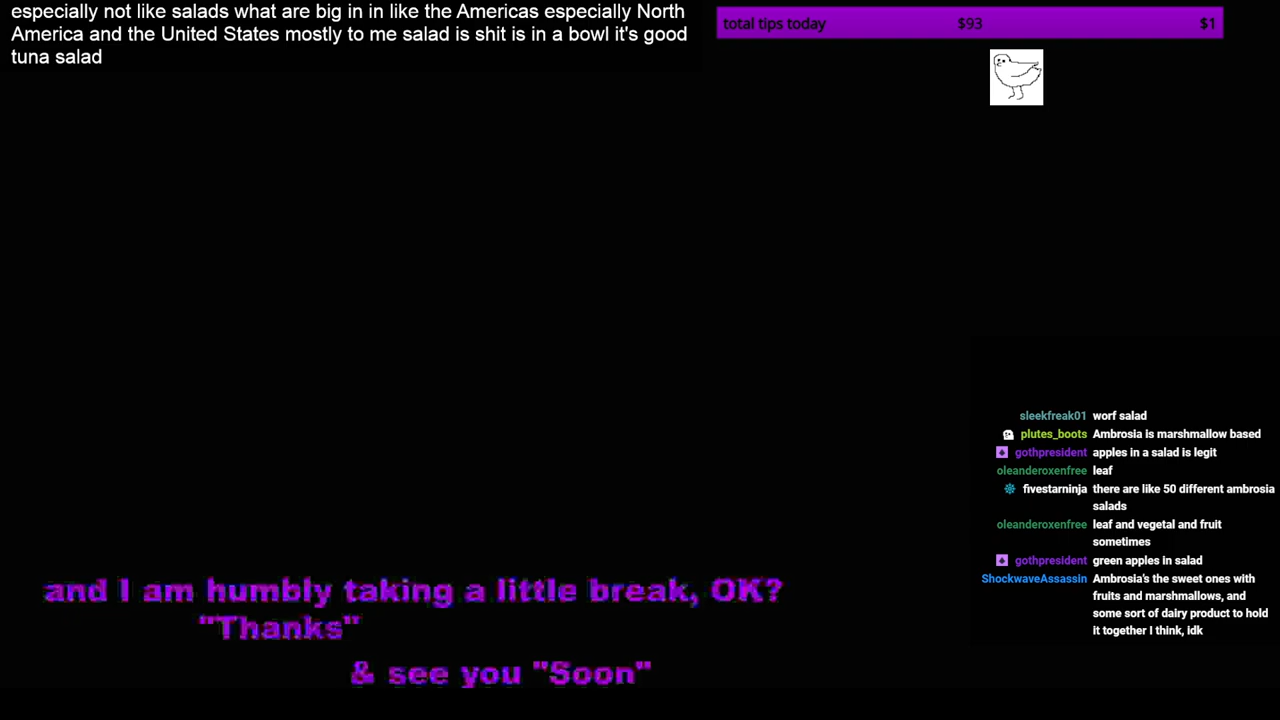 especially not like salads what are big in in like the Americas especially North
America and the United States mostly to me salad is shit is in a bowl it's good
tuna salad
total tips today $93 $1
sleekfreak01 worf salad
plutes_boots Ambrosia is marshmallow based
gothpresident apples in a salad is legit
oleanderoxenfree leaf
fivestarninja there are like 50 different ambrosia
salads
oleanderoxenfree leaf and vegetal and fruit
sometimes
gothpresident green apples in salad
ShockwaveAssassin Ambrosia's the sweet ones with
fruits and marshmallows, and
some sort of dairy product to hold
it together I think, idk
and I am humbly taking a little break, OK?
"Thanks"
& see you "Soon"